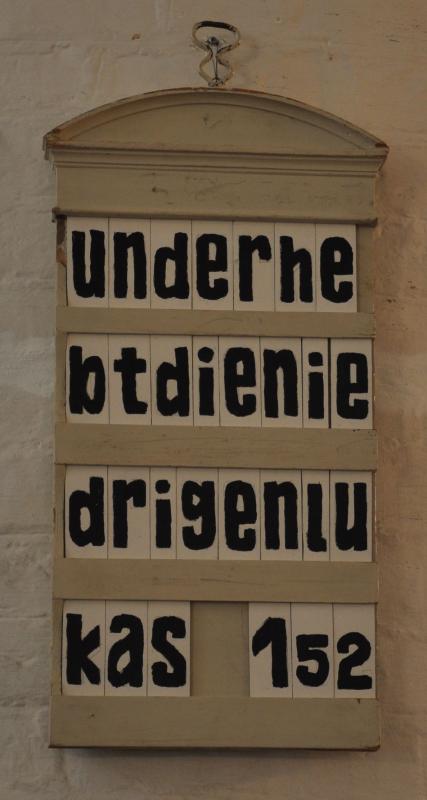 underhe
btdienie
drigenlu
kas 152